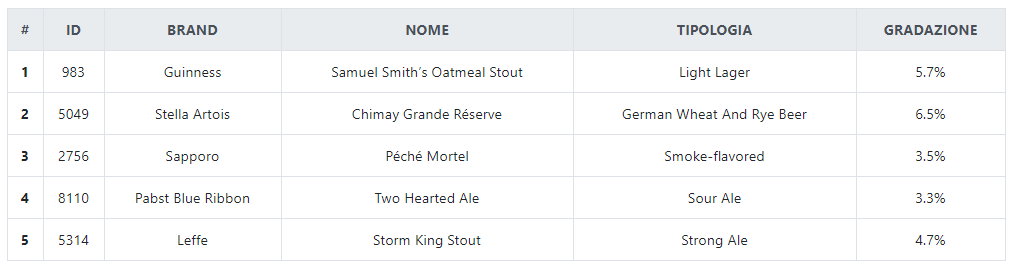 # ID BRAND NOME TIPOLOGIA GRADAZIONE
1 983 Guinness Samuel Smith’s Oatmeal Stout Light Lager 5.7%
2 5049 Stella Artois Chimay Grande Réserve German Wheat And Rye Beer 6.5%
3 2756 Sapporo Péché Mortel Smoke-flavored 3.5%
4 8110 Pabst Blue Ribbon Two Hearted Ale Sour Ale 3.3%
5 5314 Leffe Storm King Stout Strong Ale 4.7%